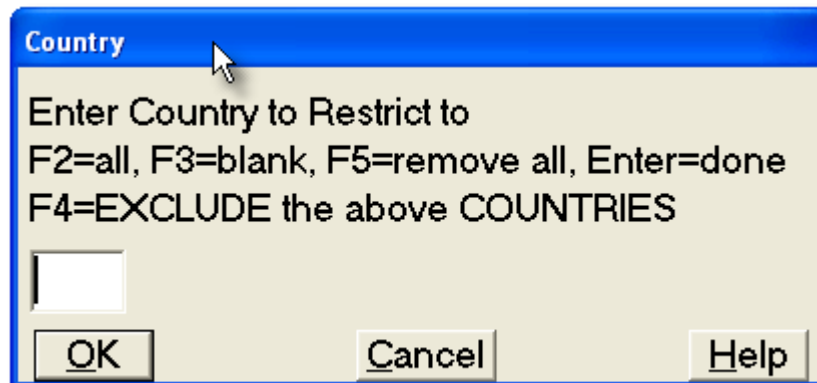 Country
Enter Country to Restrict to
F2=all, F3=blank, F5=remove all, Enter=done
F4=EXCLUDE the above COUNTRIES
OK Cancel Help